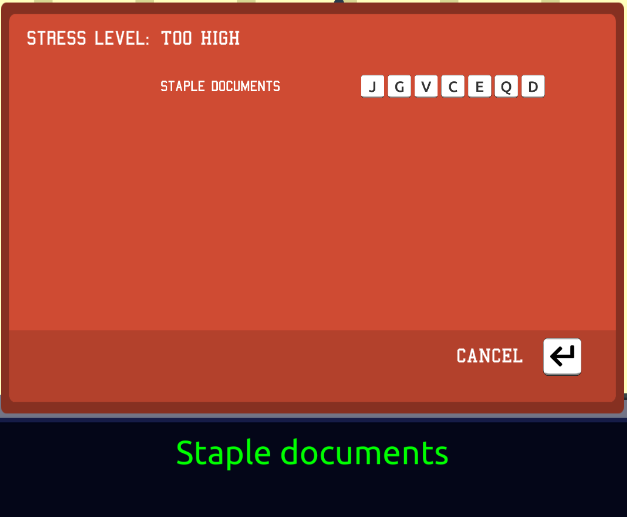 STRESS LEVEL: TOO HIGH
STAPLE DOCUMENTS J G V C E Q D
CANCEL
Staple documents